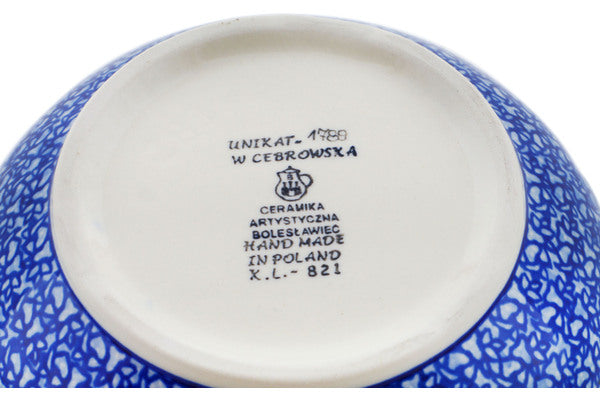 UNIKAT-1788
W CEBROWSKA
CERAMIKA
ARTYSTYCZNA
BOLESŁAWIEC
HAND MADE
IN POLAND
X.L.-821